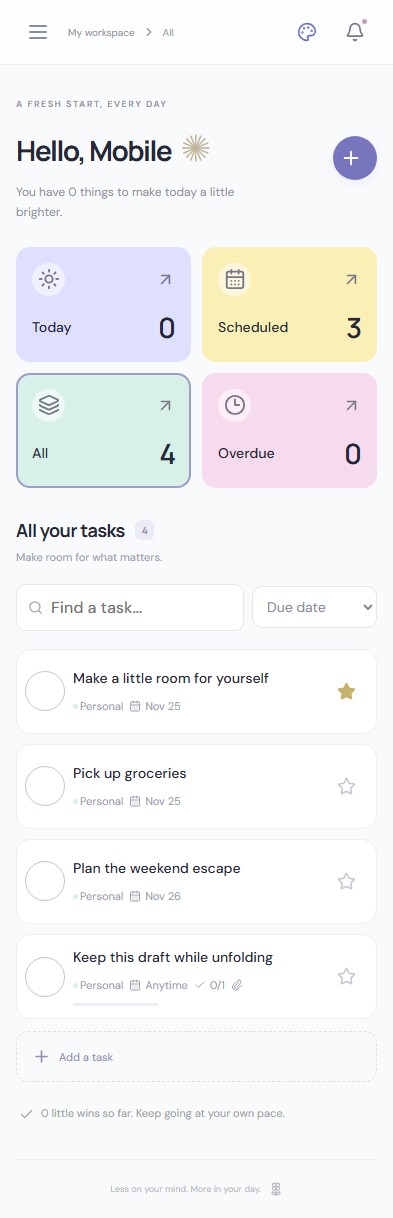 My workspace > All
A FRESH START, EVERY DAY
Hello, Mobile
You have 0 things to make today a little
brighter.
Today 0
Scheduled 3
All 4
Overdue 0
All your tasks 4
Make room for what matters.
Find a task...
Due date
Make a little room for yourself
Personal Nov 25
Pick up groceries
Personal Nov 25
Plan the weekend escape
Personal Nov 26
Keep this draft while unfolding
Personal Anytime 0/1
Add a task
0 little wins so far. Keep going at your own pace.
Less on your mind. More in your day.